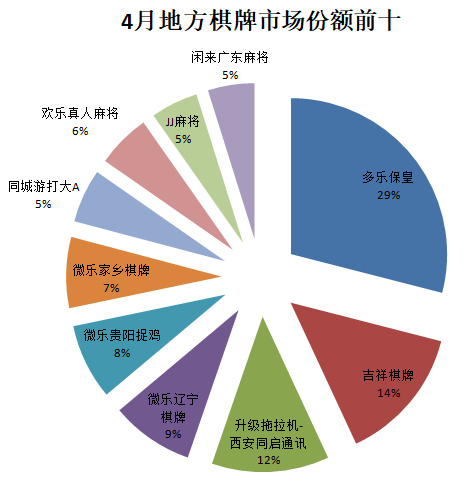 4月地方棋牌市场份额前十
闲来广东麻将
5%
JJ麻将
5%
欢乐真人麻将
6%
同城游打大A
5%
微乐家乡棋牌
7%
微乐贵阳捉鸡
8%
微乐辽宁
棋牌
9%
升级拖拉机-
西安同启通讯
12%
吉祥棋牌
14%
多乐保皇
29%